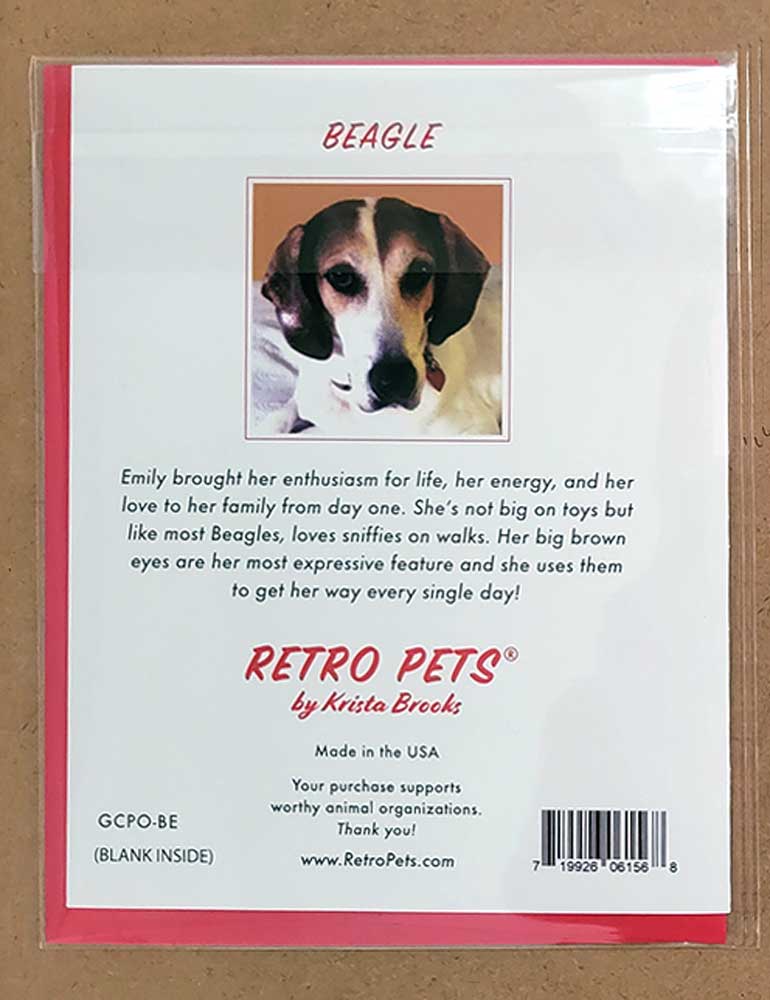 BEAGLE
Emily brought her enthusiasm for life, her energy, and her
love to her family from day one. She's not big on toys but
like most Beagles, loves sniffies on walks. Her big brown
eyes are her most expressive feature and she uses them
to get her way every single day!
RETRO PETS®
by Krista Brooks
Made in the USA
Your purchase supports
worthy animal organizations.
Thank you!
www.RetroPets.com
GCPO-BE
(BLANK INSIDE)
7 19926 06156 8